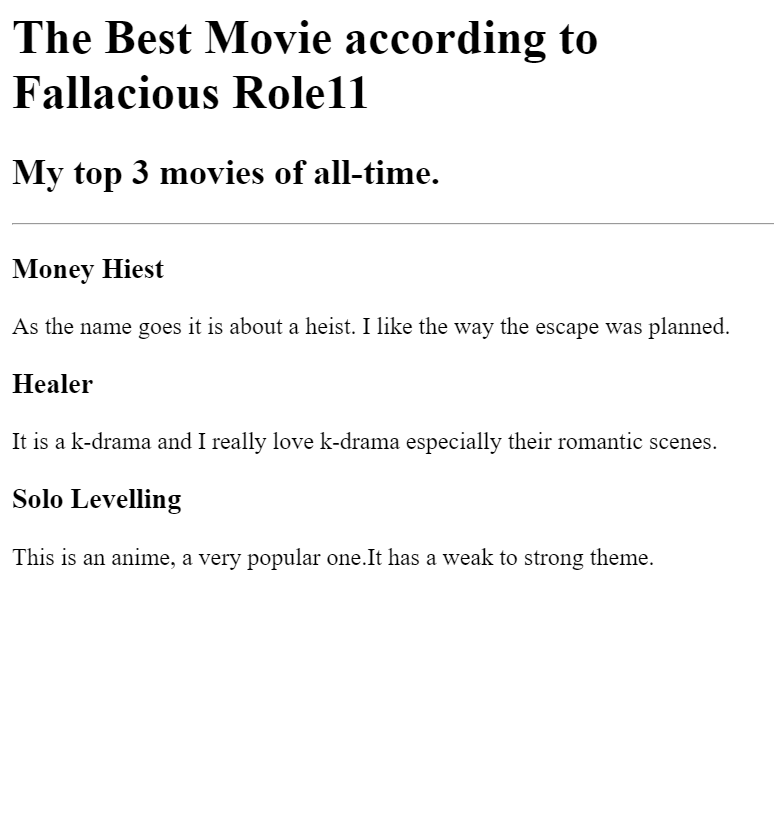 The Best Movie according to
Fallacious Role11
My top 3 movies of all-time.
Money Hiest
As the name goes it is about a heist. I like the way the escape was planned.
Healer
It is a k-drama and I really love k-drama especially their romantic scenes.
Solo Levelling
This is an anime, a very popular one.It has a weak to strong theme.